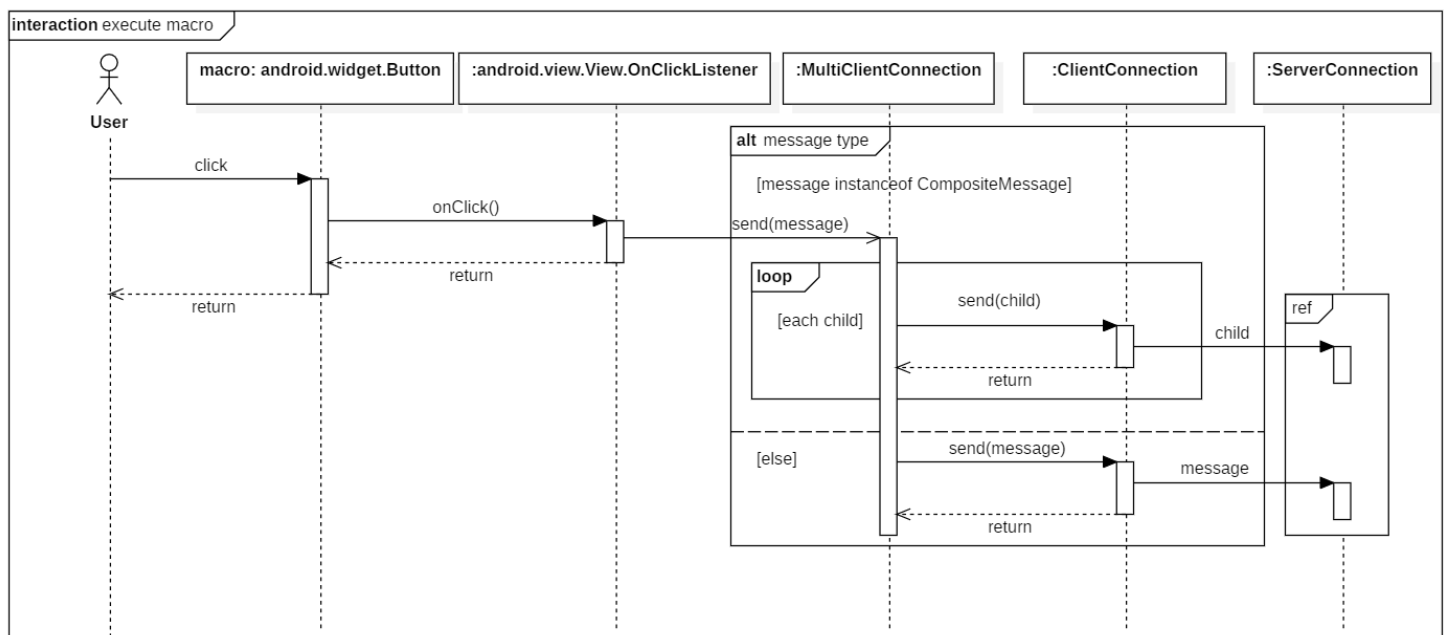 interaction execute macro
User
macro: android.widget.Button
:android.view.View.OnClickListener
:MultiClientConnection
:ClientConnection
:ServerConnection
alt message type
[message instanceof CompositeMessage]
click
onClick()
send(message)
return
return
loop
[each child]
send(child)
child
return
ref
[else]
send(message)
message
return